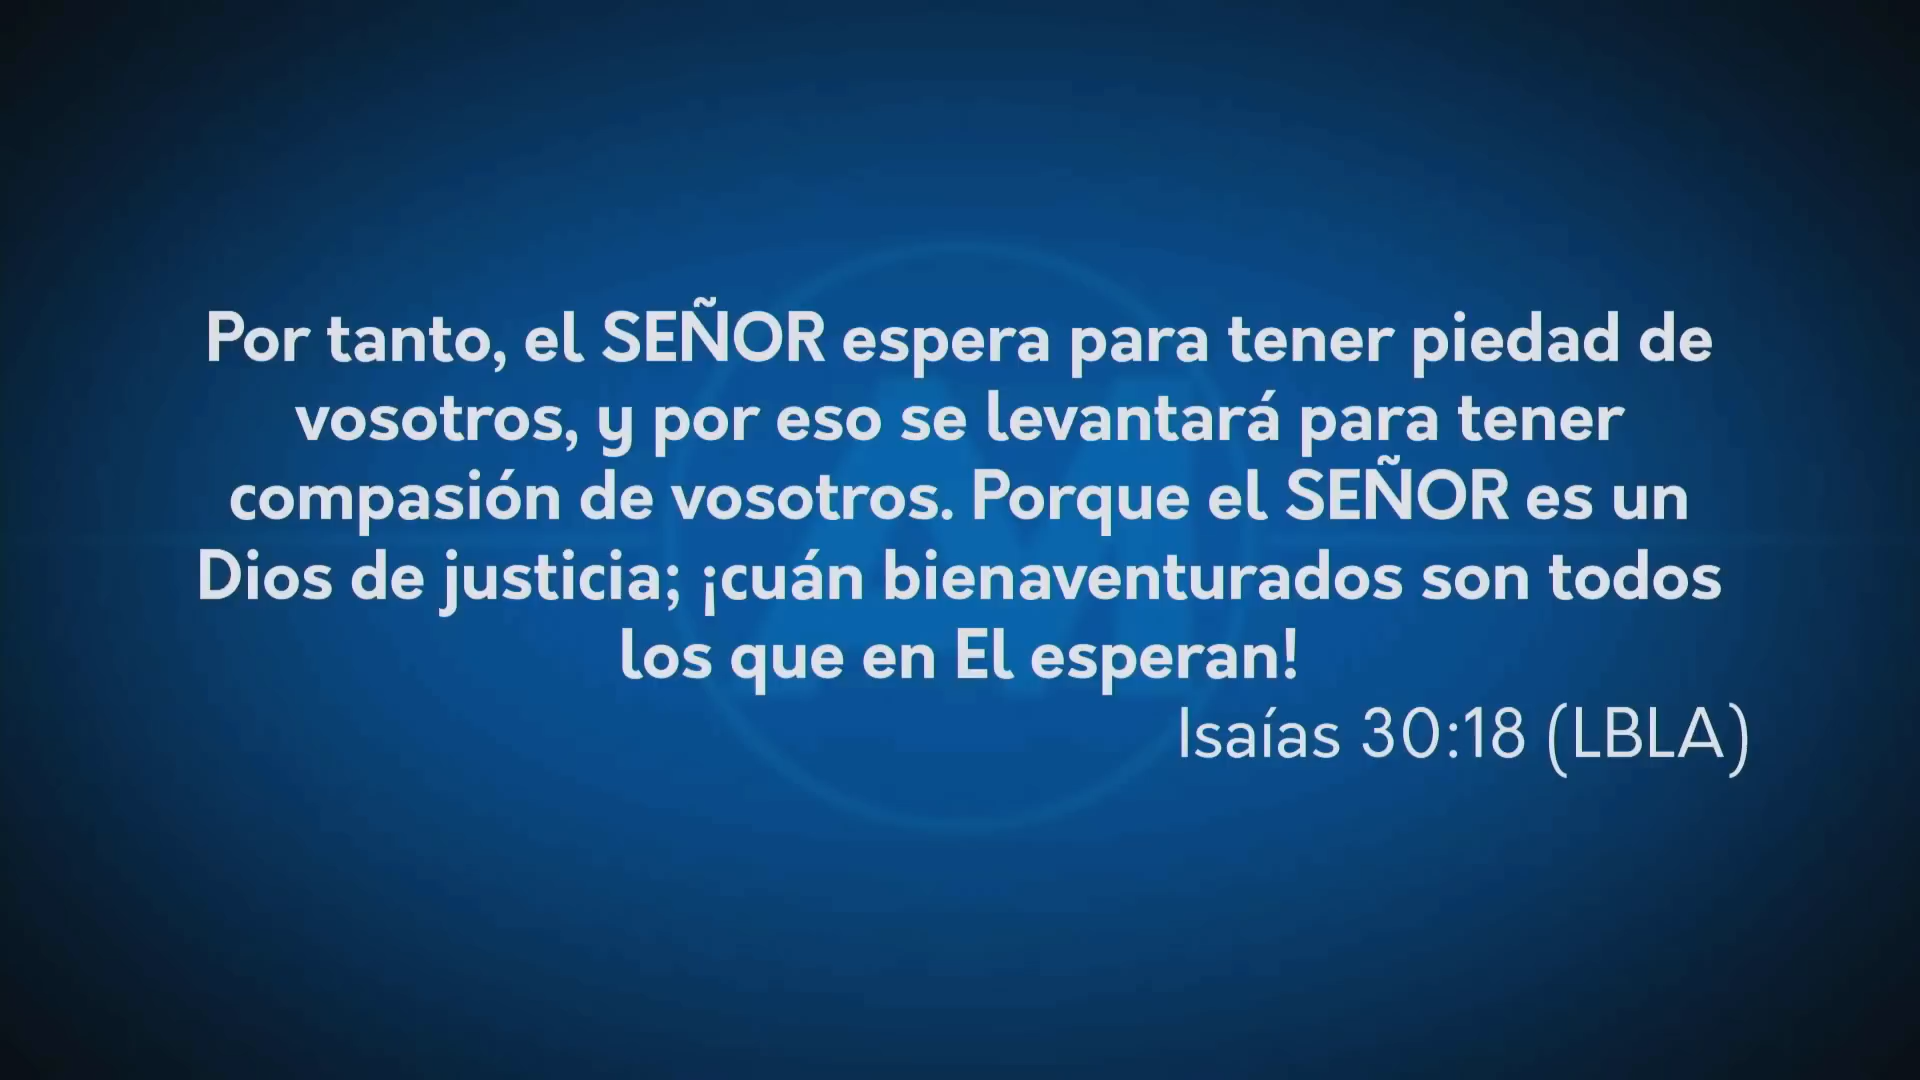 Por tanto, el SEÑOR espera para tener piedad de
vosotros, y por eso se levantará para tener
compasión de vosotros. Porque el SEÑOR es un
Dios de justicia; ¡cuán bienaventurados son todos
los que en El esperan!
Isaías 30:18 (LBLA)